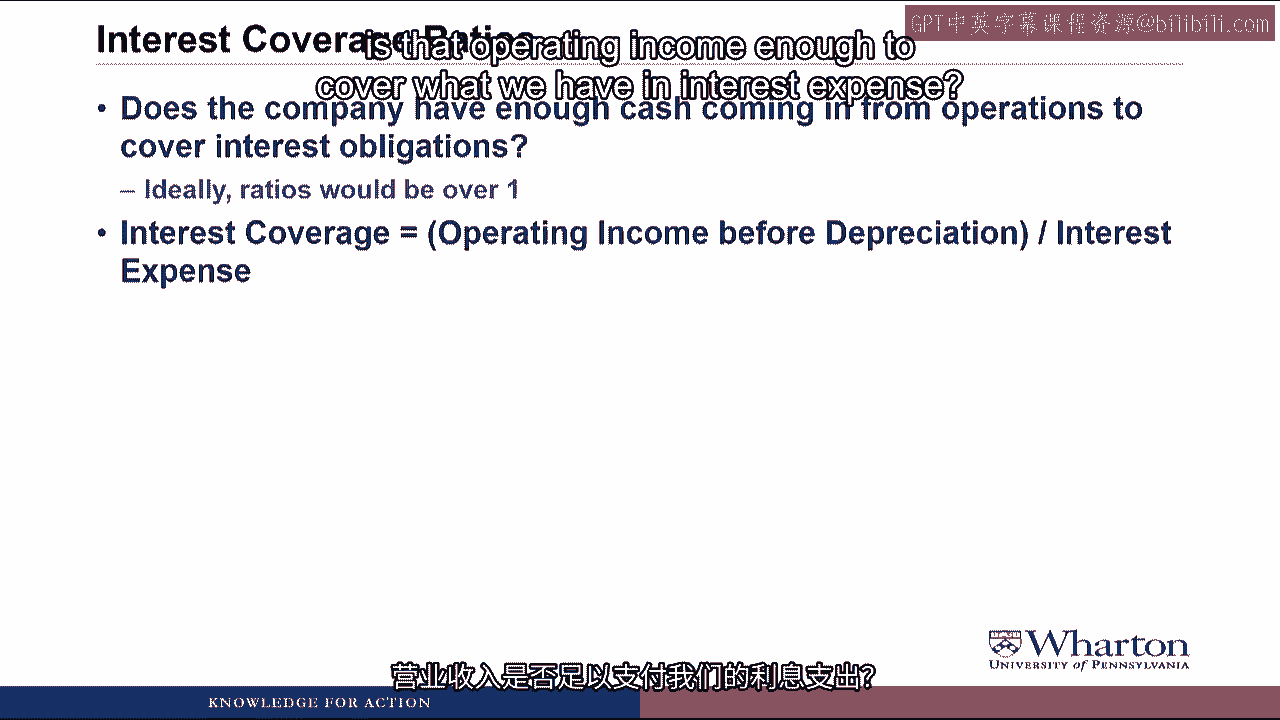 GPT中英字幕课程资源@bilibili.com
Interest Coverage Ratios
is that operating income enough to
cover what we have in interest expense?
• Does the company have enough cash coming in from operations to
cover interest obligations?
– Ideally, ratios would be over 1
• Interest Coverage = (Operating Income before Depreciation) / Interest
Expense
Wharton
UNIVERSITY of PENNSYLVANIA
营业收入是否足以支付我们的利息支出?
KNOWLEDGE FOR ACTION